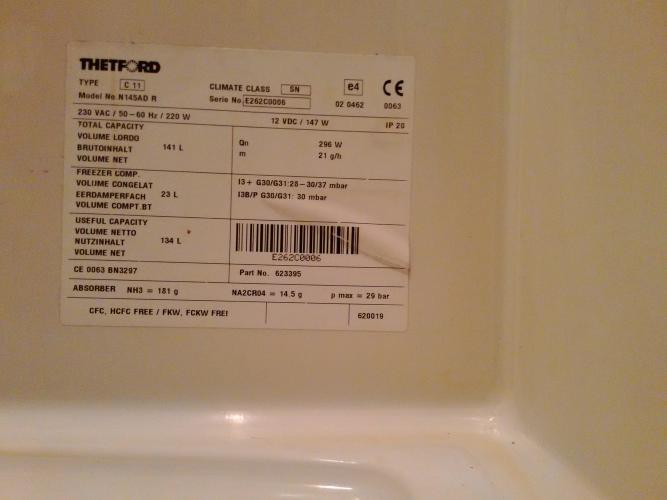 THETFORD
TYPE C 11 CLIMATE CLASS SN e4 CE
Model No. N145AD R Serie No. E262C0006 02 0462 0063
230 VAC / 50-60 Hz / 220 W 12 VDC / 147 W IP 20
TOTAL CAPACITY
VOLUME LORDO
BRUTOINHALT 141 L
VOLUME NET
Qn 296 W
m 21 g/h
FREEZER COMP.
VOLUME CONGELAT
EERDAMPERFACH 23 L
VOLUME COMPT.BT
I3+ G30/G31:28-30/37 mbar
I3B/P G30/G31: 30 mbar
USEFUL CAPACITY
VOLUME NETTO
NUTZINHALT 134 L
VOLUME NET
E262C0006
CE 0063 BN3297 Part No. 623395
ABSORBER NH3 = 181 g NA2CR04 = 14.5 g p max = 29 bar
CFC, HCFC FREE / FKW, FCKW FREI 620019